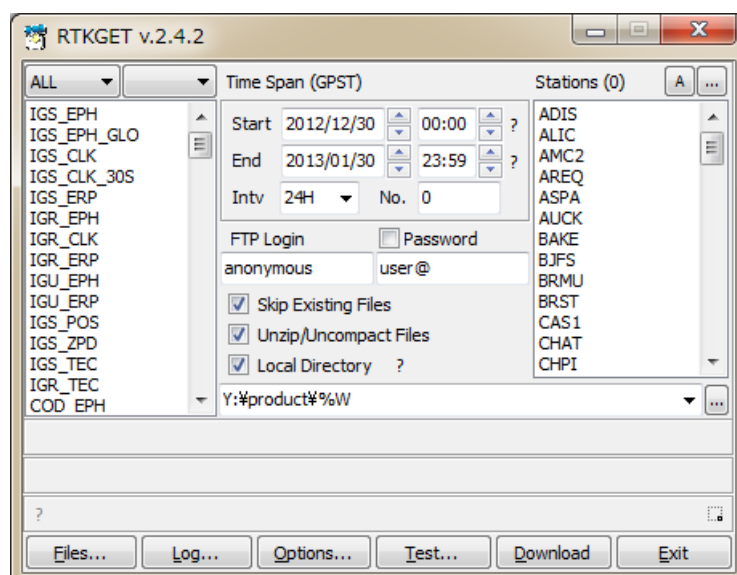 RTKGET v.2.4.2
ALL
Time Span (GPST)
Stations (0)
A
...
IGS_EPH
IGS_EPH_GLO
IGS_CLK
IGS_CLK_30S
IGS_ERP
IGR_EPH
IGR_CLK
IGR_ERP
IGU_EPH
IGU_ERP
IGS_POS
IGS_ZPD
IGS_TEC
IGR_TEC
COD_EPH
Start 2012/12/30 00:00 ?
End 2013/01/30 23:59 ?
Intv 24H No. 0
FTP Login Password
anonymous user@
Skip Existing Files
Unzip/Uncompact Files
Local Directory ?
ADIS
ALIC
AMC2
AREQ
ASPA
AUCK
BAKE
BJFS
BRMU
BRST
CAS1
CHAT
CHPI
Y:¥product¥%W
...
?
Files... Log... Options... Test... Download Exit